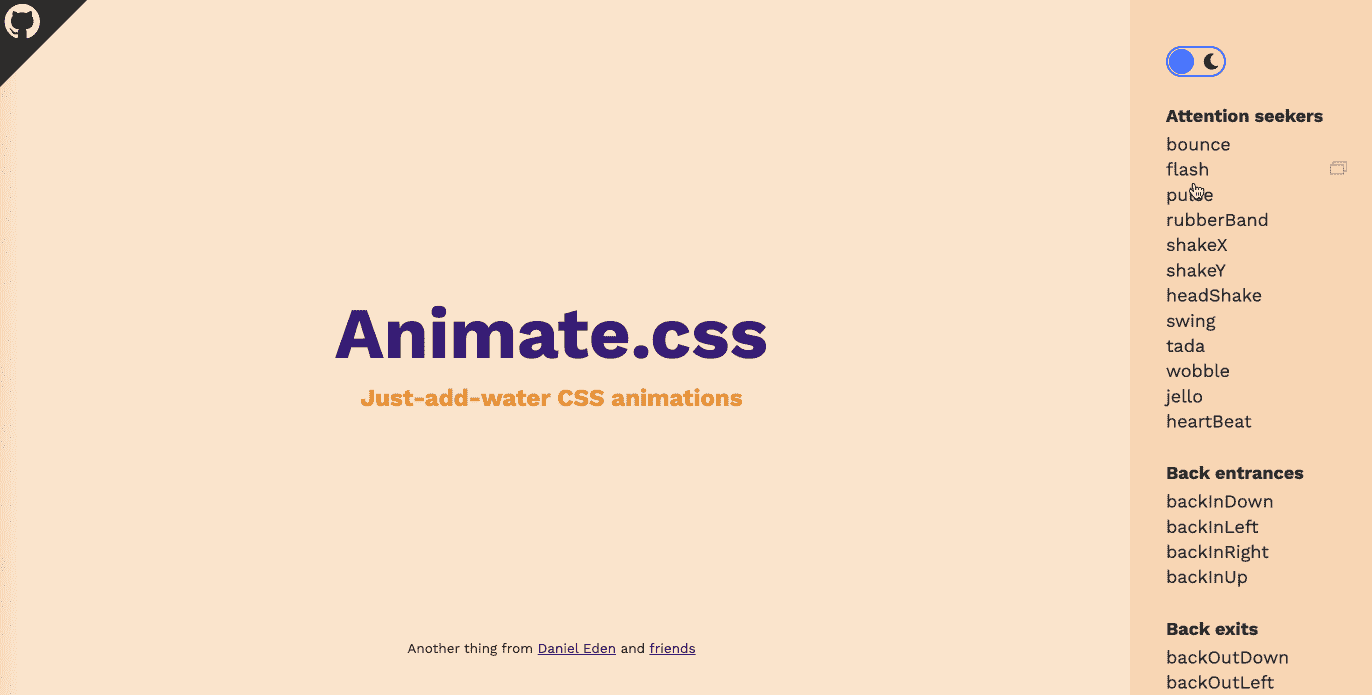 Animate.css
Just-add-water CSS animations
Another thing from Daniel Eden and friends
Attention seekers
bounce
flash
pulse
rubberBand
shakeX
shakeY
headShake
swing
tada
wobble
jello
heartBeat
Back entrances
backInDown
backInLeft
backInRight
backInUp
Back exits
backOutDown
backOutLeft